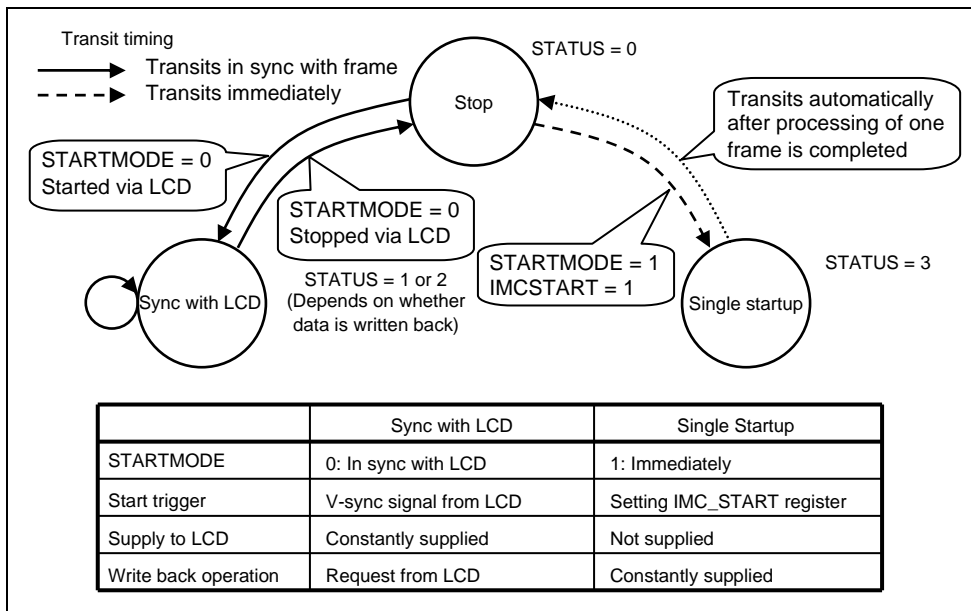 Transit timing
Transits in sync with frame
Transits immediately
STATUS = 0
Stop
Transits automatically
after processing of one
frame is completed
STARTMODE = 0
Started via LCD
STARTMODE = 0
Stopped via LCD
STARTMODE = 1
IMCSTART = 1
STATUS = 1 or 2
(Depends on whether
data is written back)
STATUS = 3
Sync with LCD
Single startup
Sync with LCD Single Startup
STARTMODE 0: In sync with LCD 1: Immediately
Start trigger V-sync signal from LCD Setting IMC_START register
Supply to LCD Constantly supplied Not supplied
Write back operation Request from LCD Constantly supplied